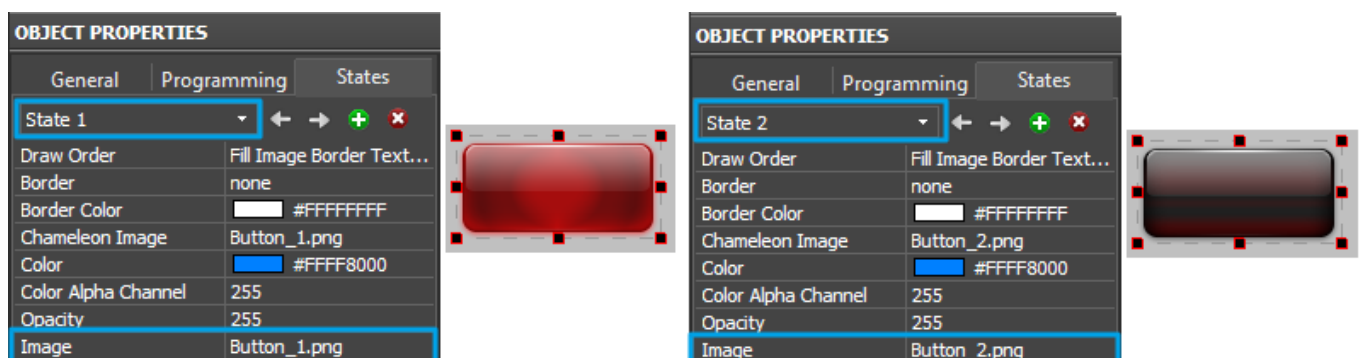 OBJECT PROPERTIES
General Programming States
State 1
Draw Order Fill Image Border Text...
Border none
Border Color #FFFFFFFF
Chameleon Image Button_1.png
Color #FFFF8000
Color Alpha Channel 255
Opacity 255
Image Button_1.png
OBJECT PROPERTIES
General Programming States
State 2
Draw Order Fill Image Border Text...
Border none
Border Color #FFFFFFFF
Chameleon Image Button_2.png
Color #FFFF8000
Color Alpha Channel 255
Opacity 255
Image Button_2.png